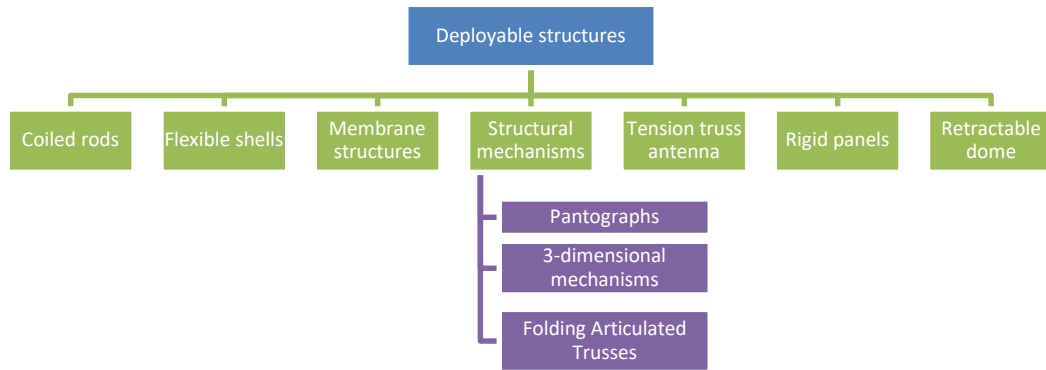 Deployable structures
Coiled rods
Flexible shells
Membrane
structures
Structural
mechanisms
Tension truss
antenna
Rigid panels
Retractable
dome
Pantographs
3-dimensional
mechanisms
Folding Articulated
Trusses